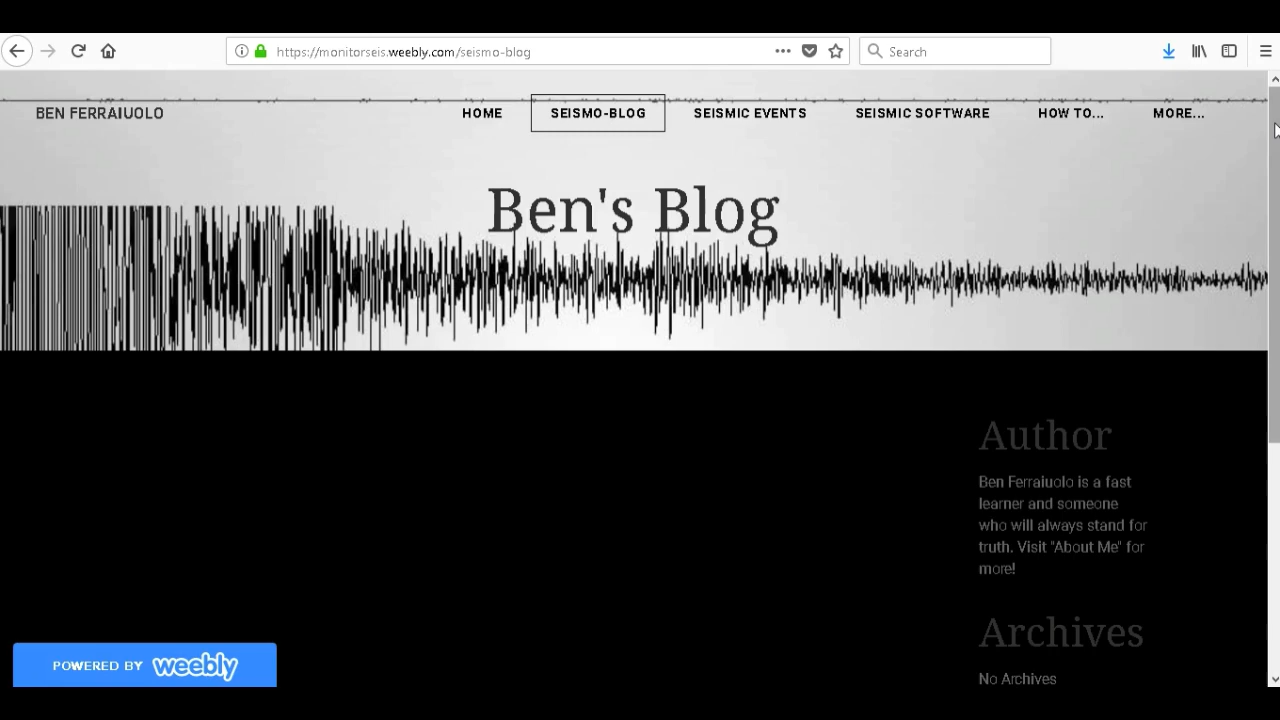 https://monitorseis.weebly.com/seismo-blog
Search
BEN FERRAIUOLO
HOME
SEISMO-BLOG
SEISMIC EVENTS
SEISMIC SOFTWARE
HOW TO...
MORE...
Ben's Blog
Author
Ben Ferraiuolo is a fast
learner and someone
who will always stand for
truth. Visit "About Me" for
more!
Archives
No Archives
POWERED BY weebly